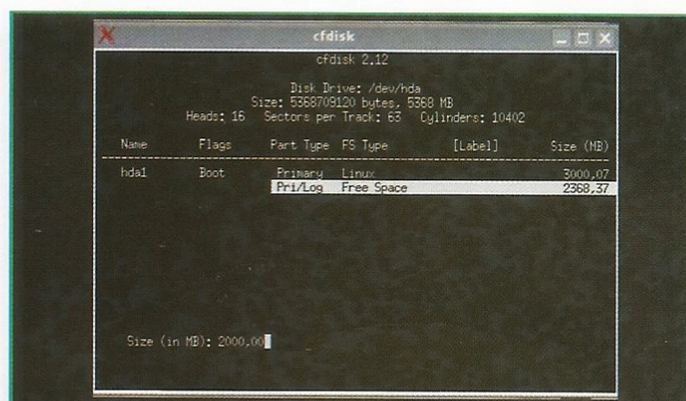 cfdisk
cfdisk 2.12
Disk Drive: /dev/hda
Size: 5368709120 bytes, 5368 MB
Heads: 16 Sectors per Track: 63 Cylinders: 10402
Name Flags Part Type FS Type [Label] Size (MB)
hda1 Boot Primary Linux 3000,07
Pri/Log Free Space 2368,37
Size (in MB): 2000,00